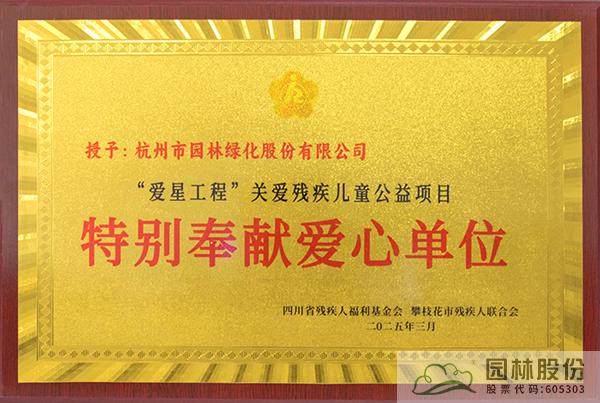 授予：杭州市园林绿化股份有限公司
“爱星工程”关爱残疾儿童公益项目
特别奉献爱心单位
四川省残疾人福利基金会 攀枝花市残疾人联合会
二〇二五年三月
园林股份
股票代码:605303